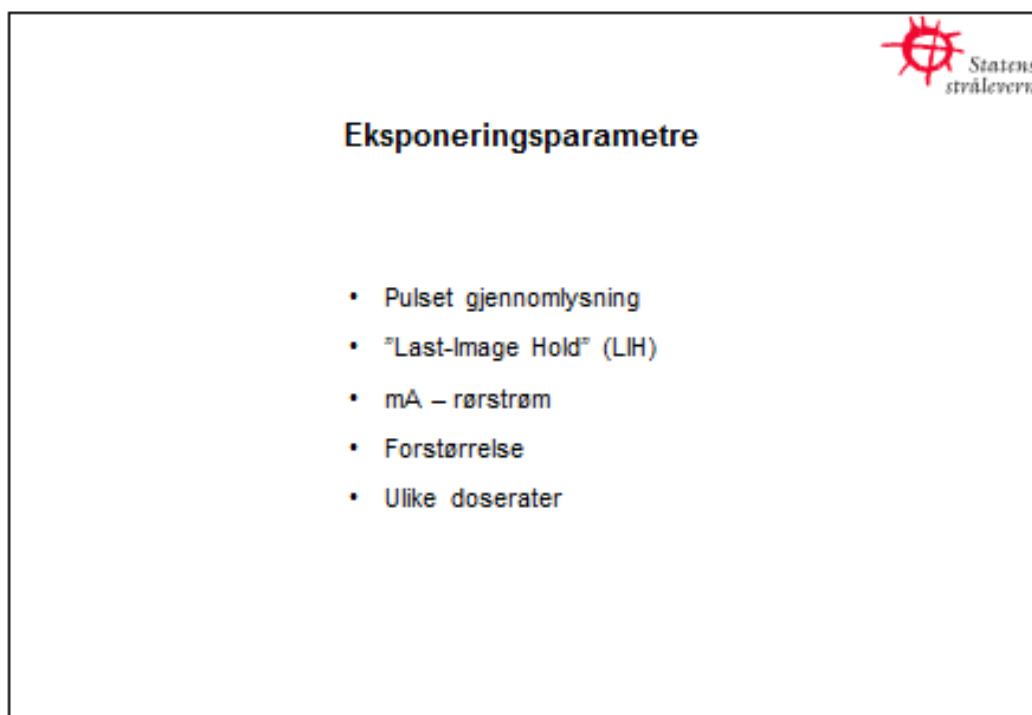 Statens
strålevern
Eksponeringsparametre
• Pulset gjennomlysning
• "Last-Image Hold" (LIH)
• mA – rørstrøm
• Forstørrelse
• Ulike doserater